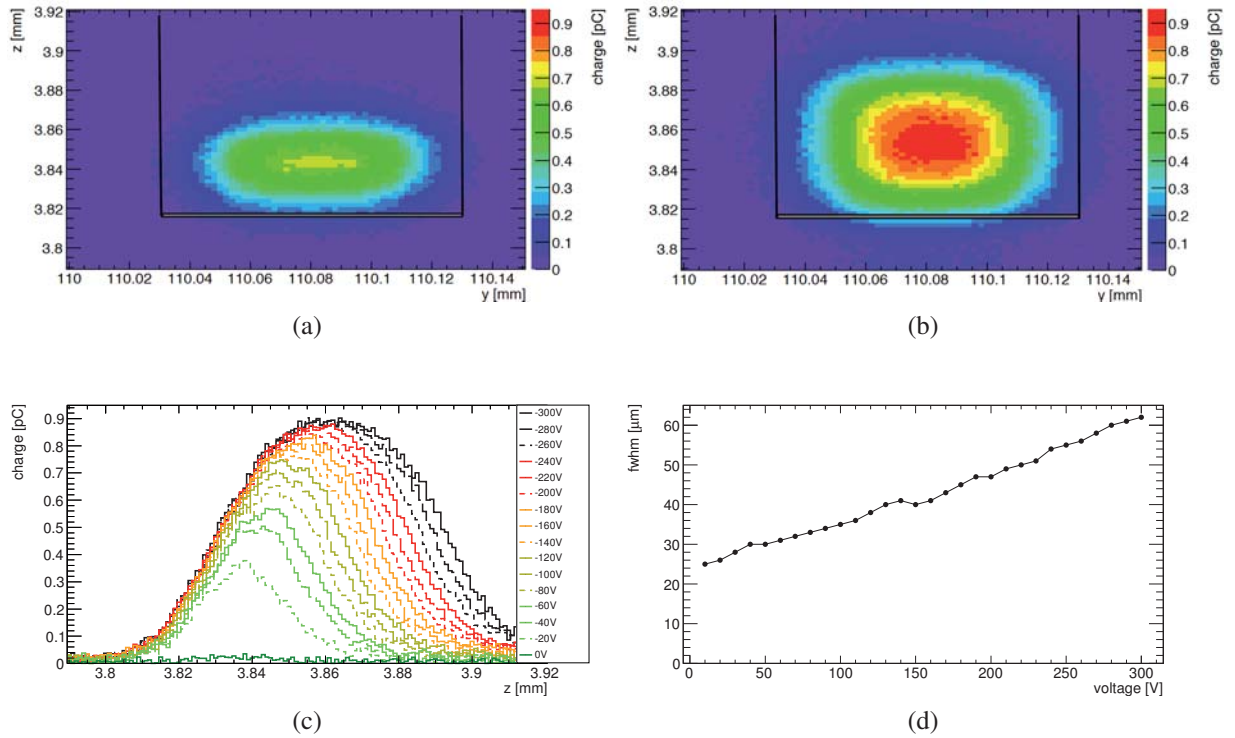 z [mm]
3.92
3.9
3.88
3.86
3.84
3.82
3.8
110
110.04
110.06
110.08
110.1
110.12
110.14
y [mm]
0.9
0.8
0.7
0.6
0.5
0.4
0.3
0.2
0.1
0
charge [pC]
(a)
z [mm]
3.92
3.9
3.88
3.86
3.84
3.82
3.8
110
110.04
110.06
110.08
110.1
110.12
110.14
y [mm]
0.9
0.8
0.7
0.6
0.5
0.4
0.3
0.2
0.1
0
charge [pC]
(b)
charge [pC]
0.9
0.8
0.7
0.6
0.5
0.4
0.3
0.2
0.1
0
3.8
3.82
3.84
3.86
3.88
3.9
3.92
z [mm]
-300V
-280V
-260V
-240V
-220V
-200V
-180V
-160V
-140V
-120V
-100V
-80V
-60V
-40V
-20V
0V
(c)
fwhm [μm]
60
50
40
30
20
10
0
0
50
100
150
200
250
300
voltage [V]
(d)